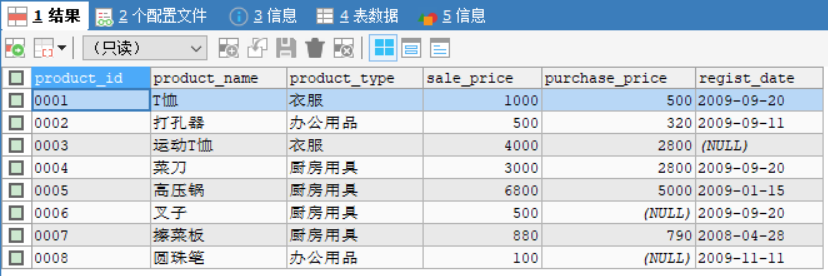 1 结果 2 个配置文件 3 信息 4 表数据 5 信息
（只读）
product_id product_name product_type sale_price purchase_price regist_date
0001 T恤 衣服 1000 500 2009-09-20
0002 打孔器 办公用品 500 320 2009-09-11
0003 运动T恤 衣服 4000 2800 (NULL)
0004 菜刀 厨房用具 3000 2800 2009-09-20
0005 高压锅 厨房用具 6800 5000 2009-01-15
0006 叉子 厨房用具 500 (NULL) 2009-09-20
0007 擦菜板 厨房用具 880 790 2008-04-28
0008 圆珠笔 办公用品 100 (NULL) 2009-11-11